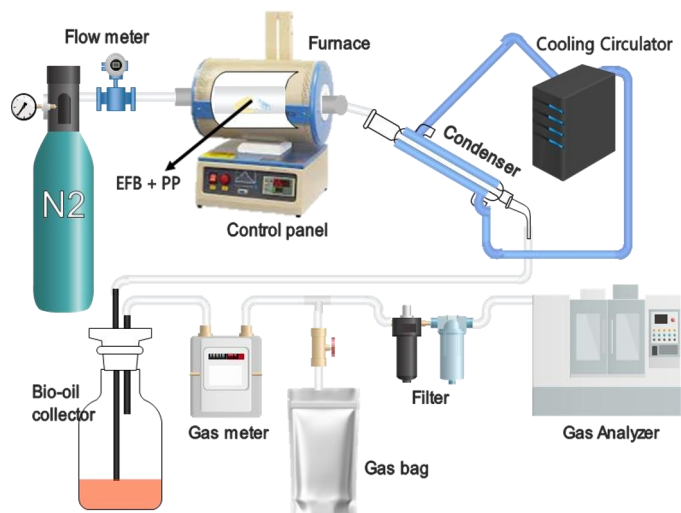 Flow meter
Furnace
Cooling Circulator
N2
EFB + PP
Condenser
Control panel
Bio-oil
collector
Gas meter
Gas bag
Filter
Gas Analyzer